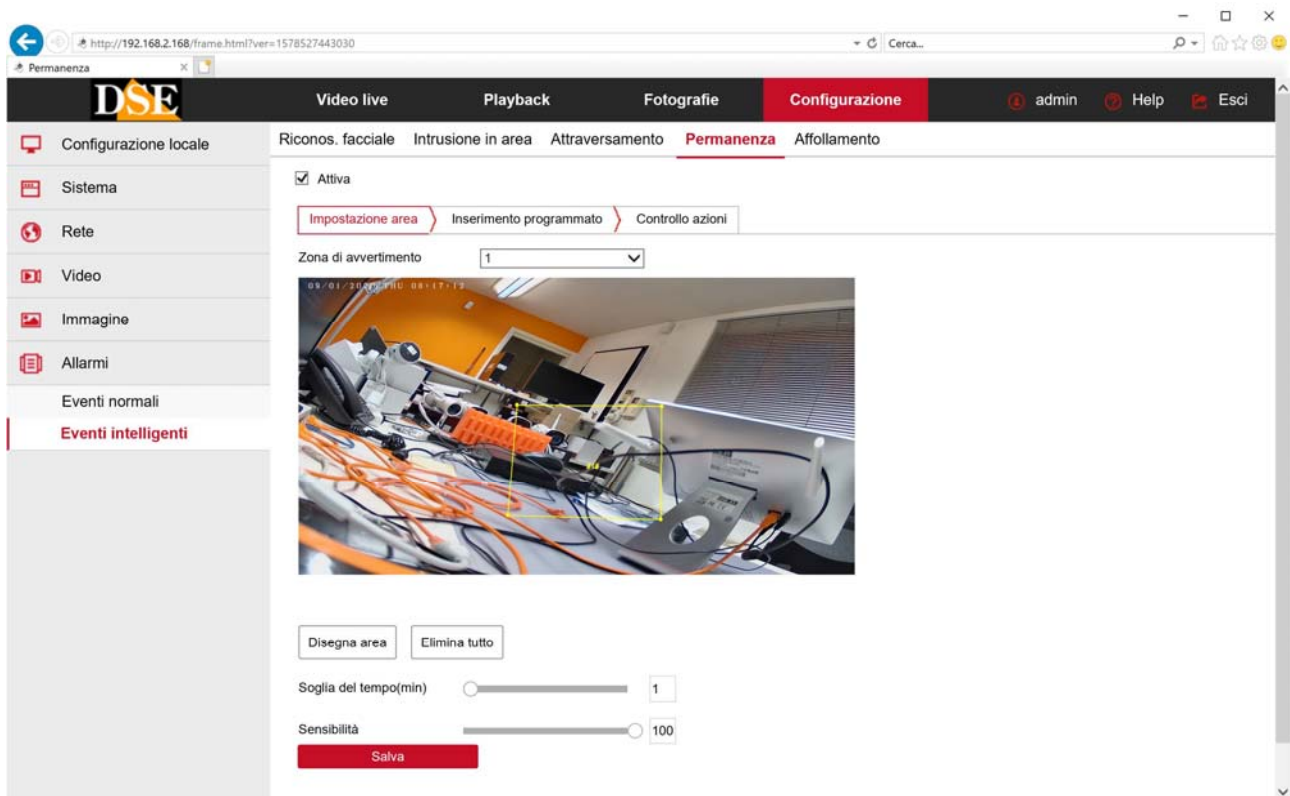 http://192.168.2.168/frame.html?ver=1578527443030
Cerca...
Permanenza
DSE
Video live
Playback
Fotografie
Configurazione
admin
Help
Esci
Configurazione locale
Sistema
Rete
Video
Immagine
Allarmi
Eventi normali
Eventi intelligenti
Riconos. facciale
Intrusione in area
Attraversamento
Permanenza
Affollamento
Attiva
Impostazione area
Inserimento programmato
Controllo azioni
Zona di avvertimento
1
Disegna area
Elimina tutto
Soglia del tempo(min)
1
Sensibilità
100
Salva